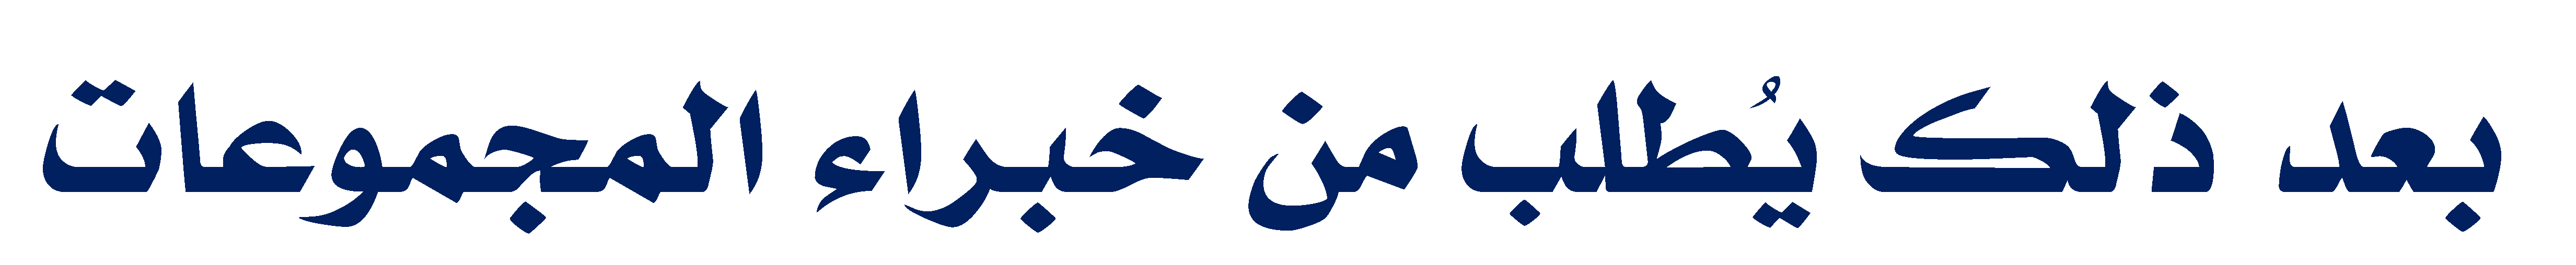 بعد ذلك يُطلب من خبراء المجموعات